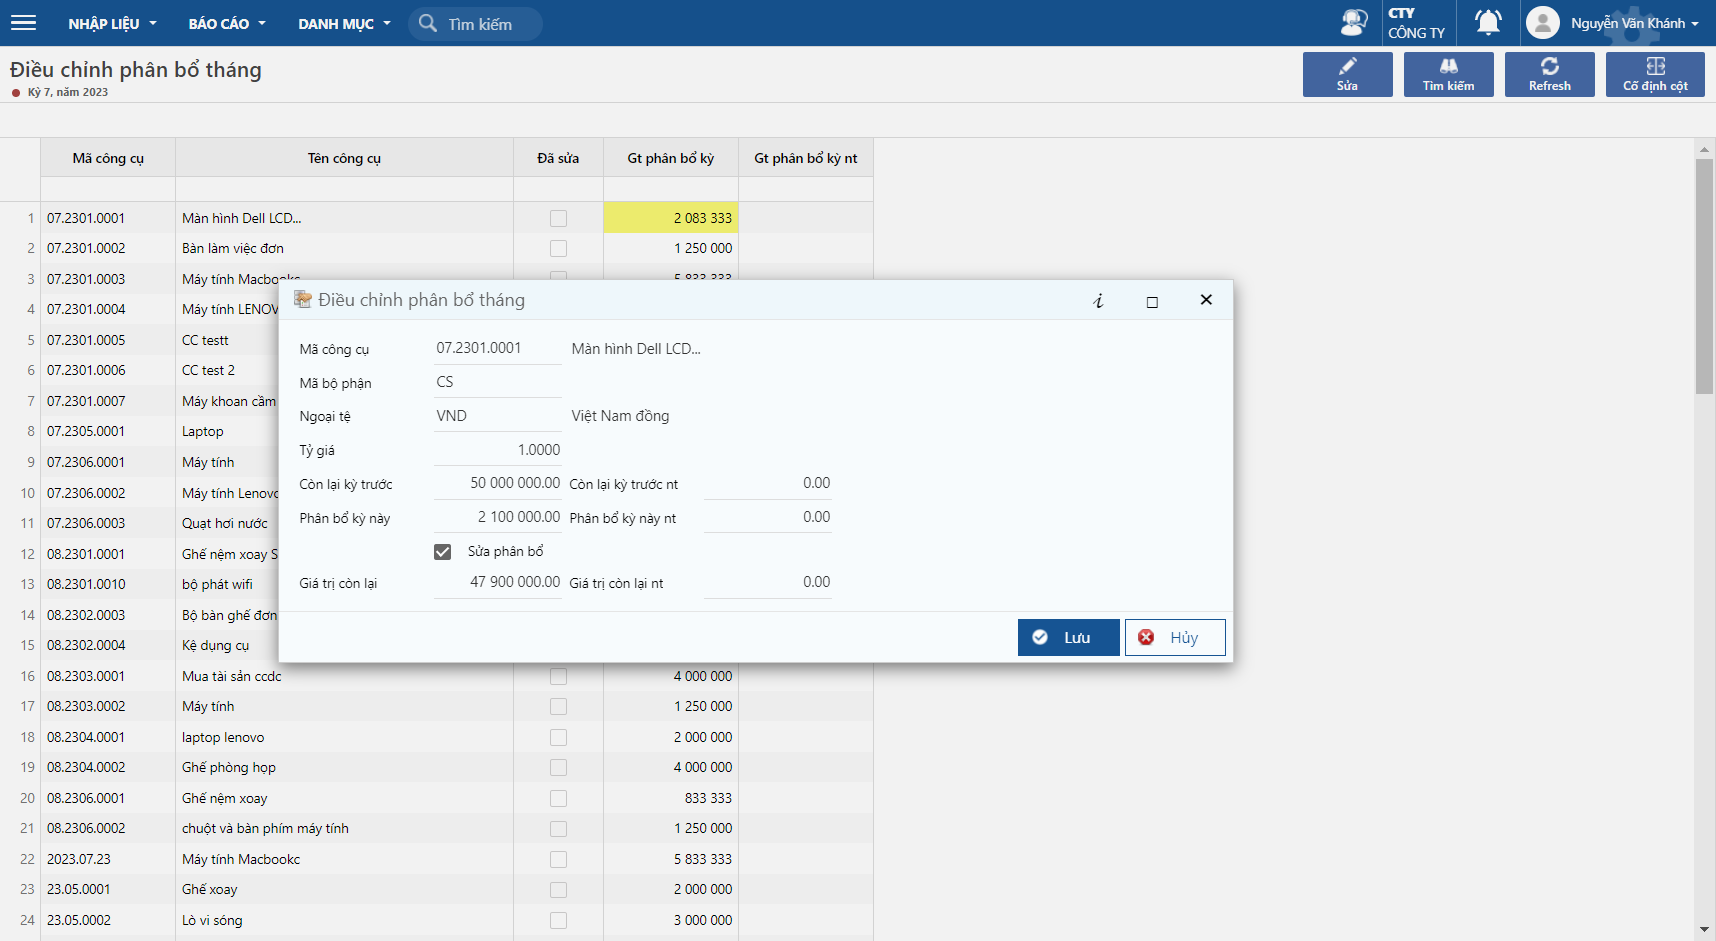 NHẬP LIỆU
BÁO CÁO
DANH MỤC
Tìm kiếm
CTY
CÔNG TY
Nguyễn Văn Khánh
Điều chỉnh phân bổ tháng
Kỳ 7, năm 2023
Sửa
Tìm kiếm
Refresh
Cố định cột
Mã công cụ Tên công cụ Đã sửa Gt phân bổ kỳ Gt phân bổ kỳ nt
1 07.2301.0001 Màn hình Dell LCD... 2 083 333
2 07.2301.0002 Bàn làm việc đơn 1 250 000
3 07.2301.0003 Máy tính Macbookc 5 833 333
4 07.2301.0004 Máy tính LENOV
5 07.2301.0005 CC testt
6 07.2301.0006 CC test 2
7 07.2301.0007 Máy khoan cầm
8 07.2305.0001 Laptop
9 07.2306.0001 Máy tính
10 07.2306.0002 Máy tính Lenovo
11 07.2306.0003 Quạt hơi nước
12 08.2301.0001 Ghế nệm xoay S
13 08.2301.0010 bộ phát wifi
14 08.2302.0003 Bộ bàn ghế đơn
15 08.2302.0004 Kệ dụng cụ
16 08.2303.0001 Mua tài sản ccdc 4 000 000
17 08.2303.0002 Máy tính 1 250 000
18 08.2304.0001 laptop lenovo 2 000 000
19 08.2304.0002 Ghế phòng họp 4 000 000
20 08.2306.0001 Ghế nệm xoay 833 333
21 08.2306.0002 chuột và bàn phím máy tính 1 250 000
22 2023.07.23 Máy tính Macbookc 5 833 333
23 23.05.0001 Ghế xoay 2 000 000
24 23.05.0002 Lò vi sóng 3 000 000
Điều chỉnh phân bổ tháng
Mã công cụ 07.2301.0001 Màn hình Dell LCD...
Mã bộ phận CS
Ngoại tệ VND Việt Nam đồng
Tỷ giá 1.0000
Còn lại kỳ trước 50 000 000.00 Còn lại kỳ trước nt 0.00
Phân bổ kỳ này 2 100 000.00 Phân bổ kỳ này nt 0.00
Sửa phân bổ
Giá trị còn lại 47 900 000.00 Giá trị còn lại nt 0.00
Lưu
Hủy